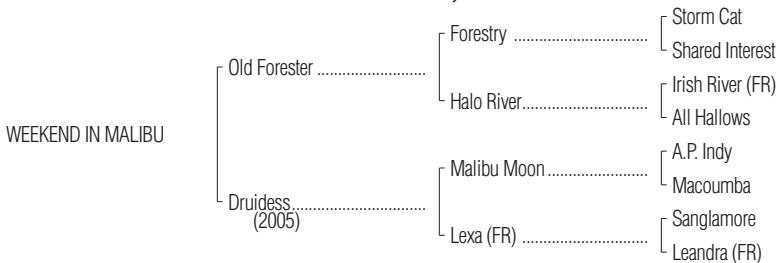 Storm Cat
Forestry ................................
Shared Interest
Old Forester ..........................
Irish River (FR)
Halo River..............................
All Hallows
WEEKEND IN MALIBU
A.P. Indy
Malibu Moon ........................
Macoumba
Druidess................................
(2005)
Sanglamore
Lexa (FR) ..............................
Leandra (FR)